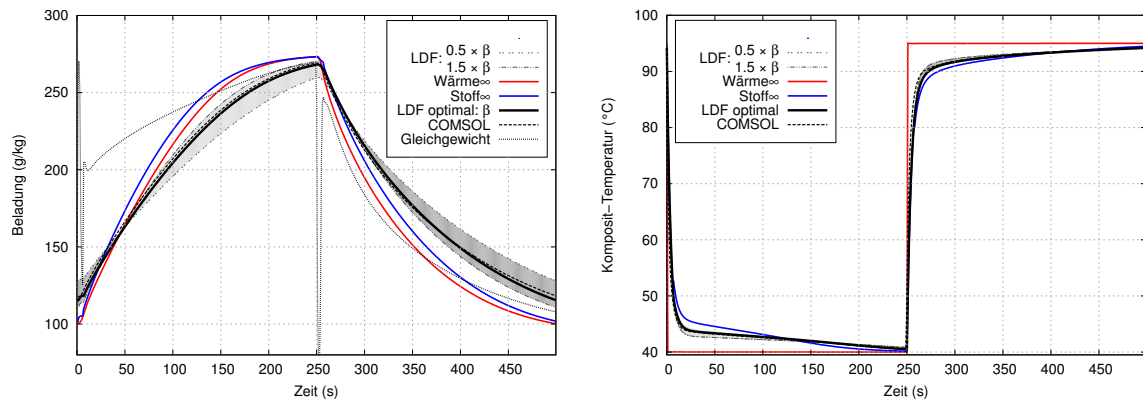 300
250
200
150
100
0
50
100
150
200
250
300
350
400
450
Beladung (g/kg)
Zeit (s)
LDF: 0.5 × β
1.5 × β
Wärme∞
Stoff∞
LDF optimal: β
COMSOL
Gleichgewicht
100
90
80
70
60
50
40
0
50
100
150
200
250
300
350
400
450
Komposit−Temperatur (°C)
Zeit (s)
LDF: 0.5 × β
1.5 × β
Wärme∞
Stoff∞
LDF optimal
COMSOL